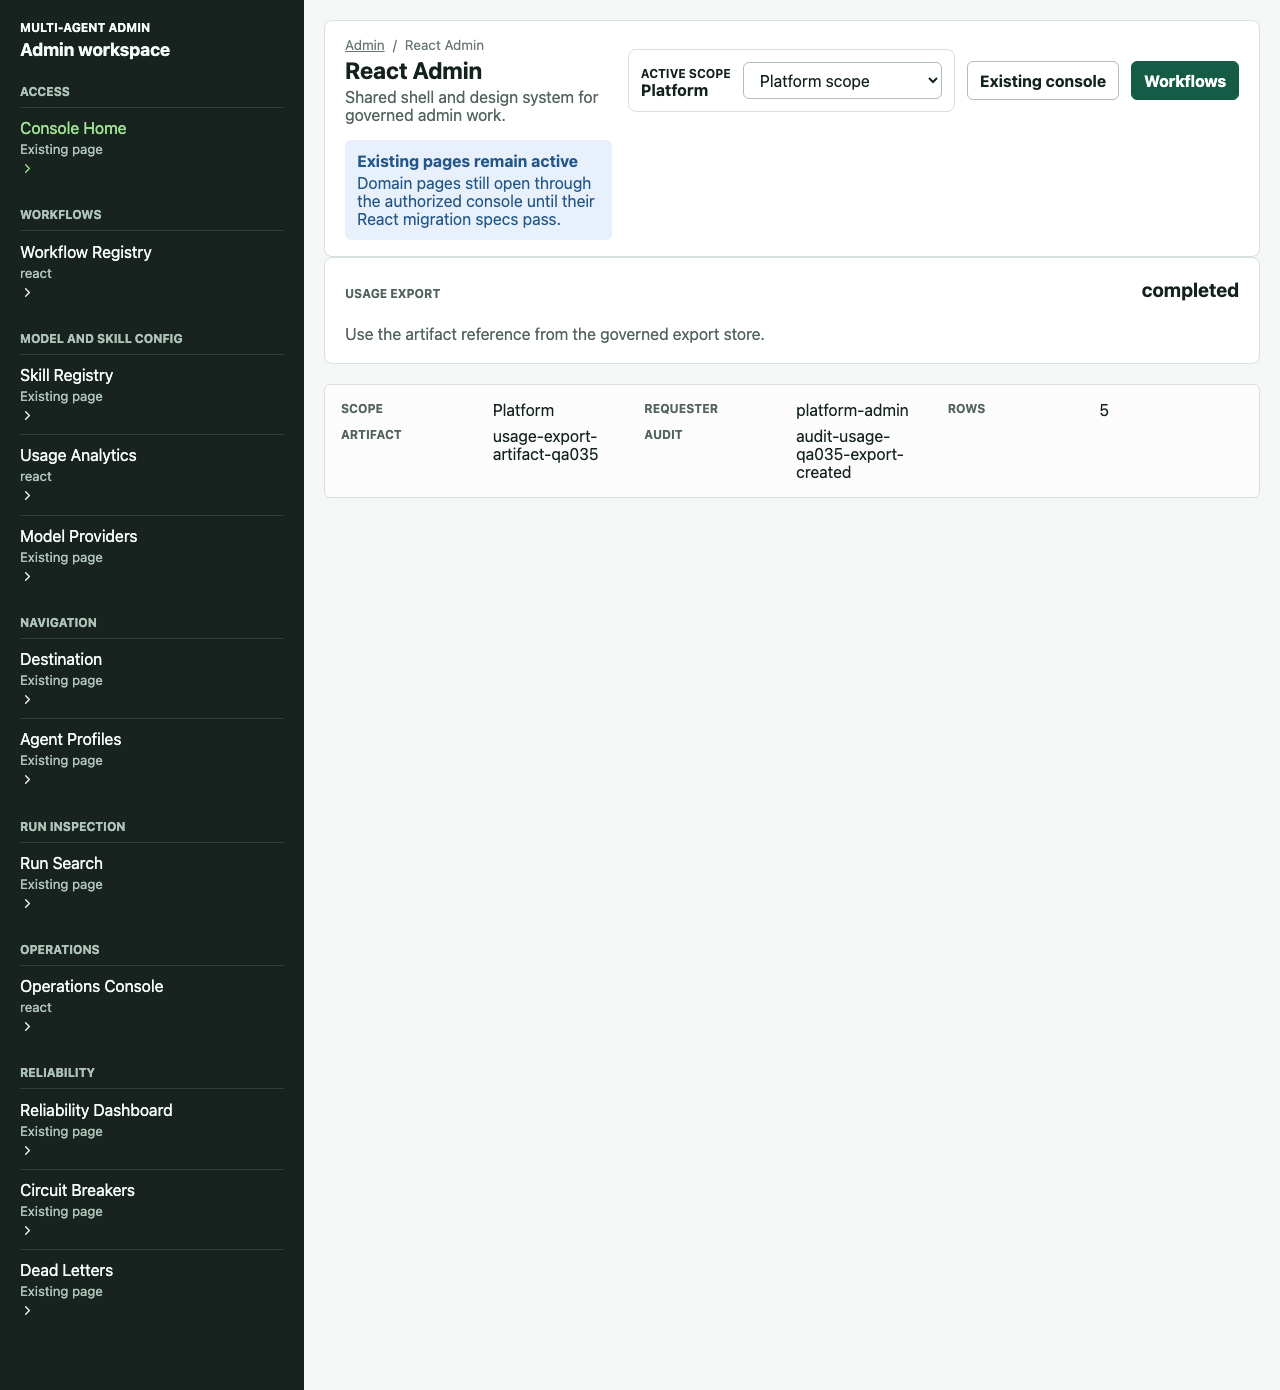 MULTI-AGENT ADMIN
Admin workspace
ACCESS
Console Home
Existing page
WORKFLOWS
Workflow Registry
react
MODEL AND SKILL CONFIG
Skill Registry
Existing page
Usage Analytics
react
Model Providers
Existing page
NAVIGATION
Destination
Existing page
Agent Profiles
Existing page
RUN INSPECTION
Run Search
Existing page
OPERATIONS
Operations Console
react
RELIABILITY
Reliability Dashboard
Existing page
Circuit Breakers
Existing page
Dead Letters
Existing page
Admin / React Admin
React Admin
Shared shell and design system for
governed admin work.
Existing pages remain active
Domain pages still open through
the authorized console until their
React migration specs pass.
ACTIVE SCOPE
Platform
Platform scope
Existing console
Workflows
USAGE EXPORT
completed
Use the artifact reference from the governed export store.
SCOPE
Platform
REQUESTER
platform-admin
ROWS
5
ARTIFACT
usage-export-
artifact-qa035
AUDIT
audit-usage-
qa035-export-
created